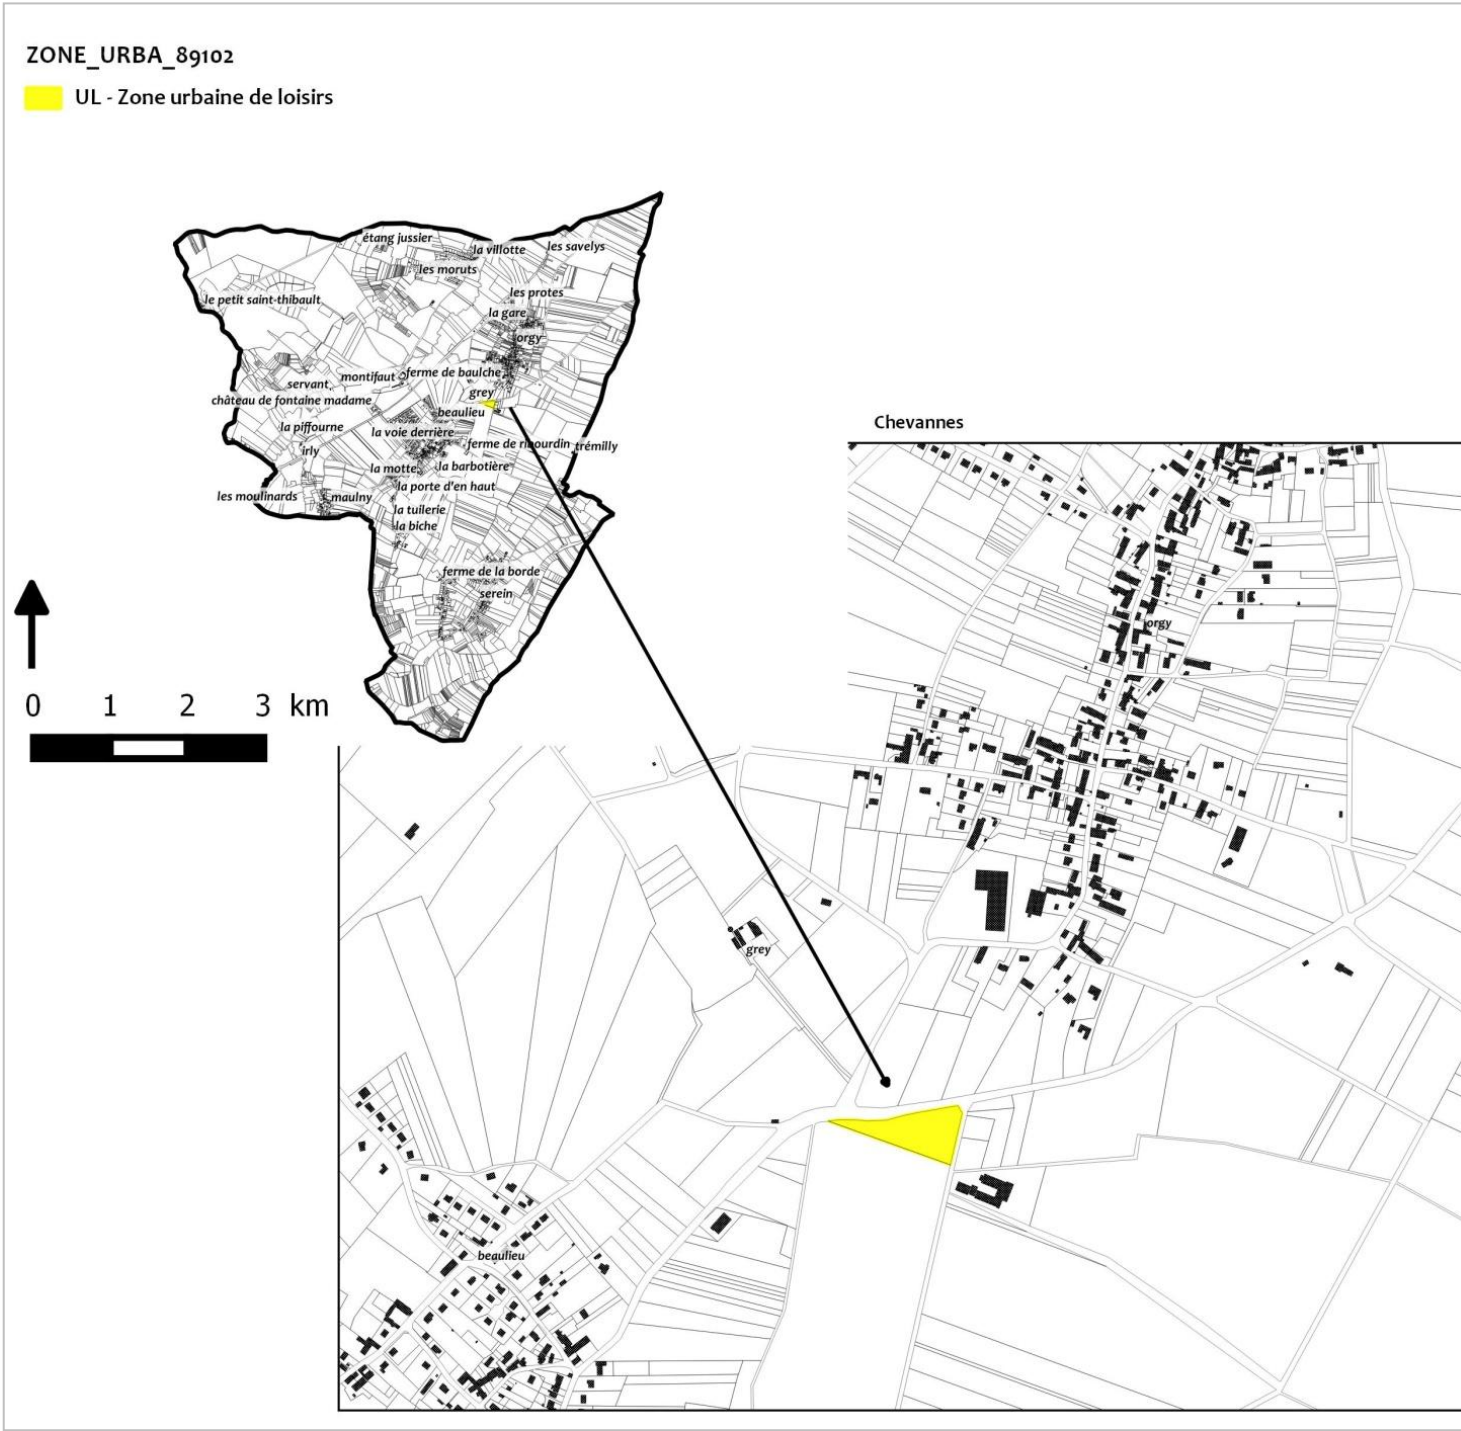 ZONE_URBA_89102
UL - Zone urbaine de loisirs
étang jussier
la villotte
les savelys
les moruts
le petit saint-thibault
les protes
la gare
orgy
ferme de baulche
montifaut
servant
grey
château de fontaine madame
beaulieu
la piffourne
la voie derrière
ferme de riqourdin
trémilly
irly
la motte
la barbotière
la porte d'en haut
les moulinards
maulny
la tuilerie
la biche
ferme de la borde
serein
0 1 2 3 km
Chevannes
orgy
grey
beaulieu